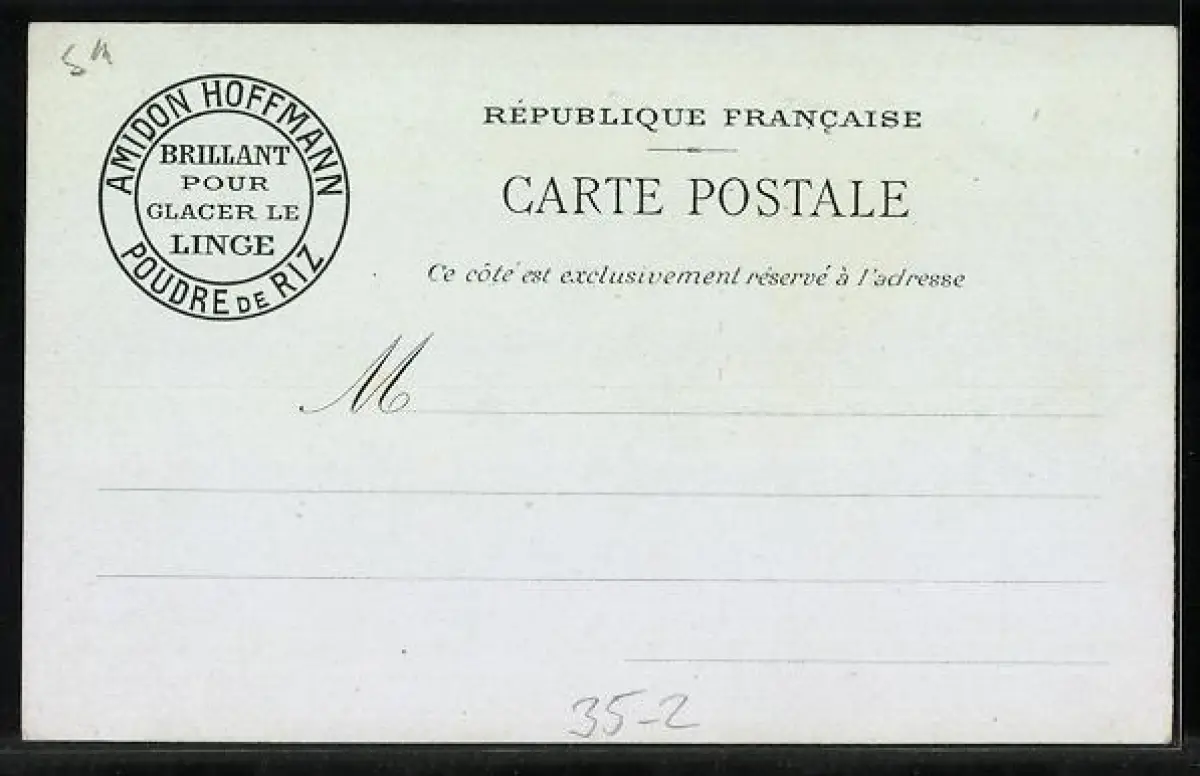 AMIDON HOFFMANN
BRILLANT
POUR
GLACER LE
LINGE
POUDRE DE RIZ
RÉPUBLIQUE FRANÇAISE
CARTE POSTALE
Ce côté est exclusivement réservé à l'adresse
M
35-2